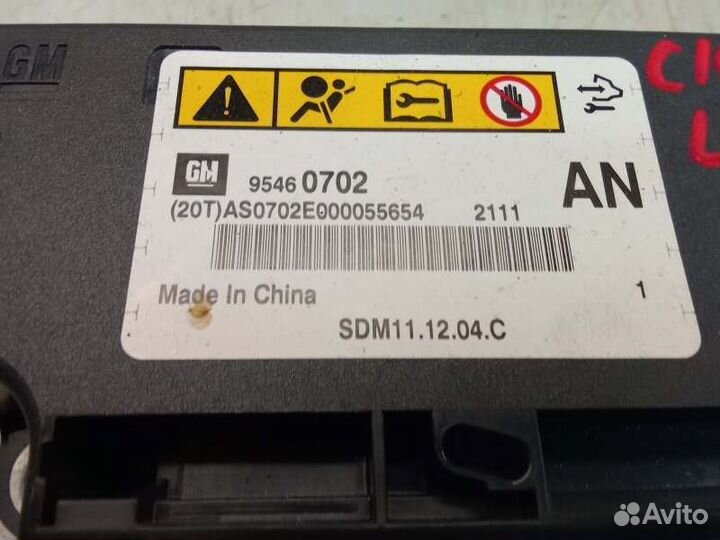 GM
GM 9546 0702 AN
(20T)AS0702E000055654 2111
Made In China 1
SDM11.12.04.C
Avito